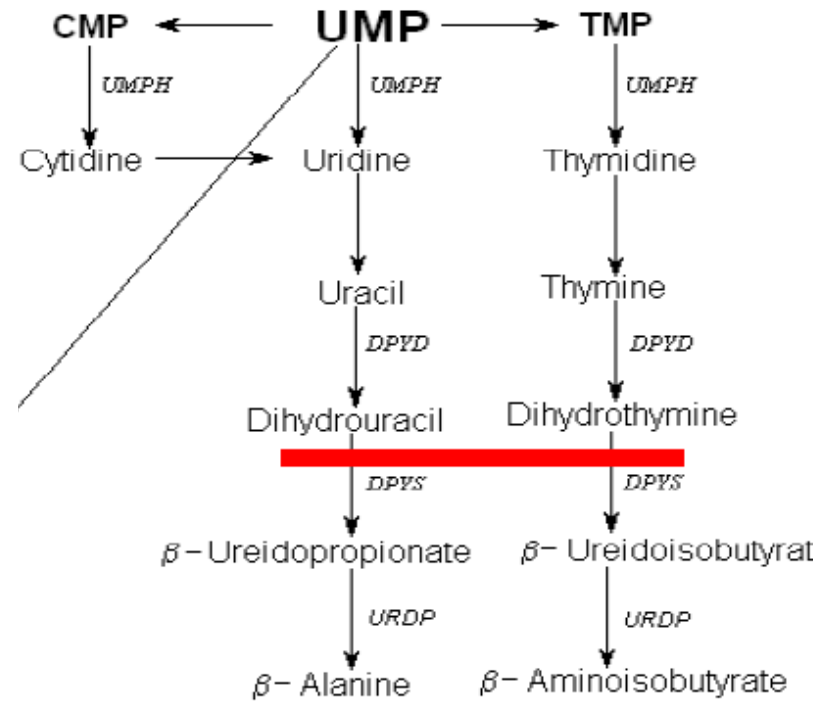 CMP UMP TMP
UMPH UMPH UMPH
Cytidine Uridine Thymidine
Uracil Thymine
DPYD DPYD
Dihydrouracil Dihydrothymine
DPYS DPYS
β- Ureidopropionate β- Ureidoisobutyrat
URDP URDP
β- Alanine β- Aminoisobutyrate